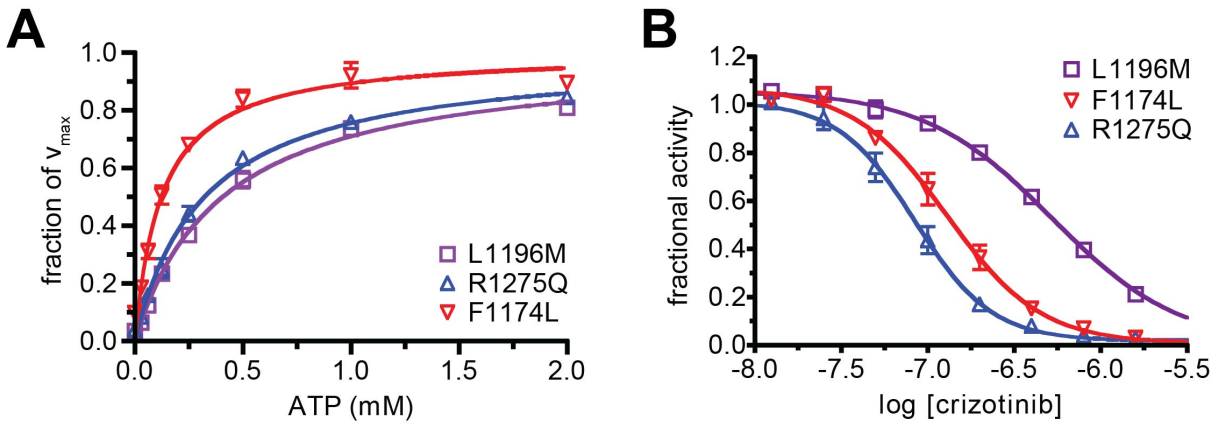 A
fraction of vmax
1.0
0.8
0.6
0.4
0.2
0.0
0.0 0.5 1.0 1.5 2.0
ATP (mM)
L1196M
R1275Q
F1174L
B
fractional activity
1.2
1.0
0.8
0.6
0.4
0.2
0.0
-8.0 -7.5 -7.0 -6.5 -6.0 -5.5
log [crizotinib]
L1196M
F1174L
R1275Q